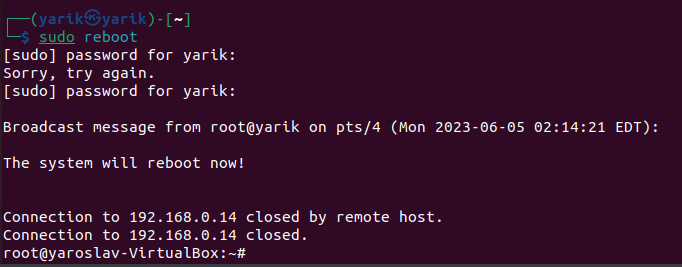 ┌──(yarik㉿yarik)-[~]
└─$ sudo reboot
[sudo] password for yarik:
Sorry, try again.
[sudo] password for yarik:
Broadcast message from root@yarik on pts/4 (Mon 2023-06-05 02:14:21 EDT):
The system will reboot now!
Connection to 192.168.0.14 closed by remote host.
Connection to 192.168.0.14 closed.
root@yaroslav-VirtualBox:~#